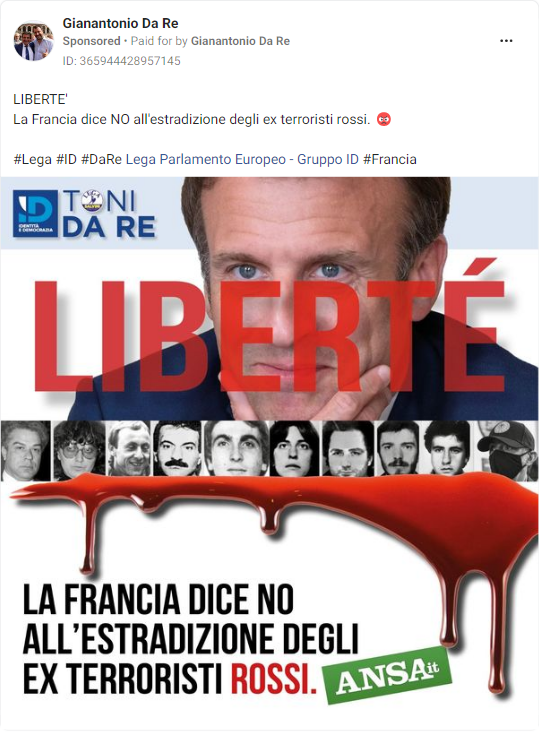 Gianantonio Da Re
Sponsored • Paid for by Gianantonio Da Re
ID: 365944428957145
LIBERTE'
La Francia dice NO all'estradizione degli ex terroristi rossi.
#Lega #ID #DaRe Lega Parlamento Europeo - Gruppo ID #Francia
ID
IDENTITÀ
E DEMOCRAZIA
TONI
DA RE
LIBERTÉ
LA FRANCIA DICE NO
ALL'ESTRADIZIONE DEGLI
EX TERRORISTI ROSSI.
ANSA it